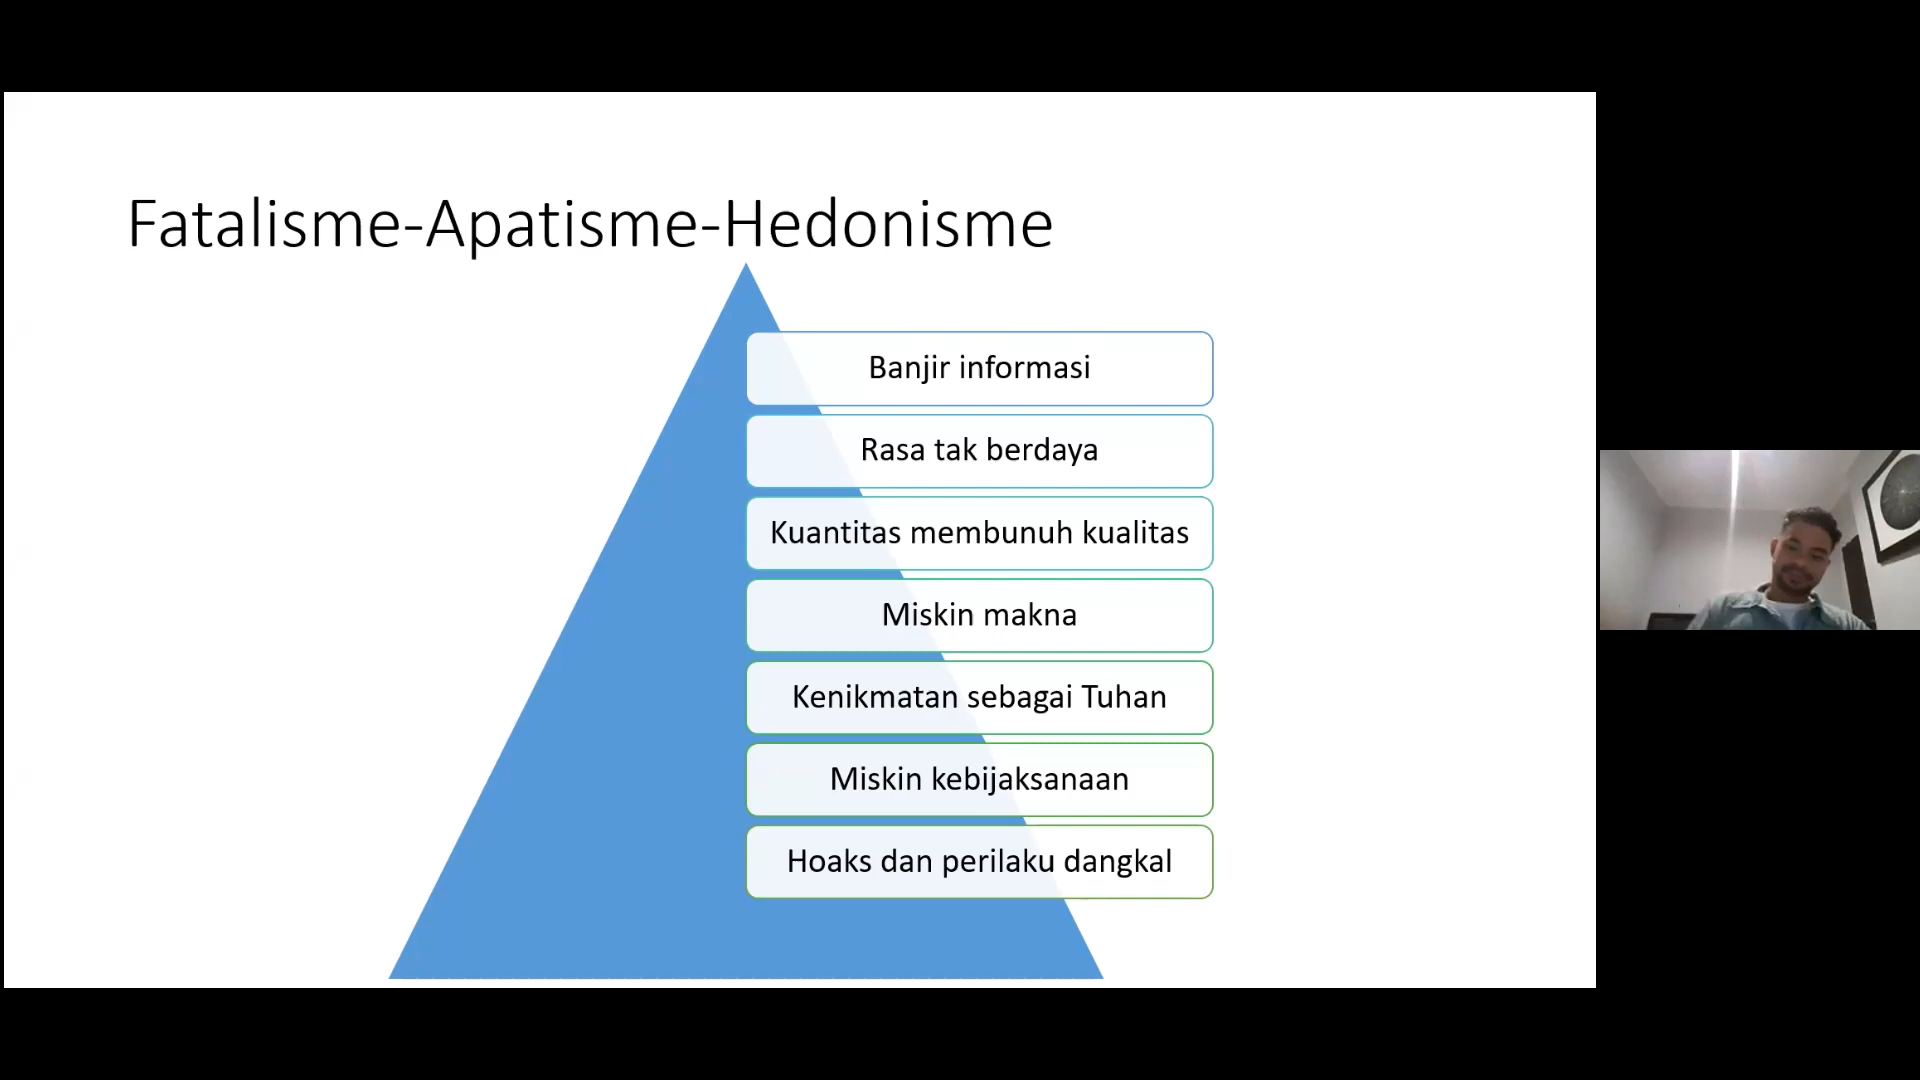 Fatalisme-Apatisme-Hedonisme
Banjir informasi
Rasa tak berdaya
Kuantitas membunuh kualitas
Miskin makna
Kenikmatan sebagai Tuhan
Miskin kebijaksanaan
Hoaks dan perilaku dangkal